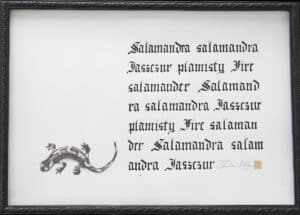 Salamandra salamandra
Jaszczur plamisty Fire
salamander Salamand
ra salamandra Jaszczur
plamisty Fire salaman
der Salamandra salam
andra Jaszczur